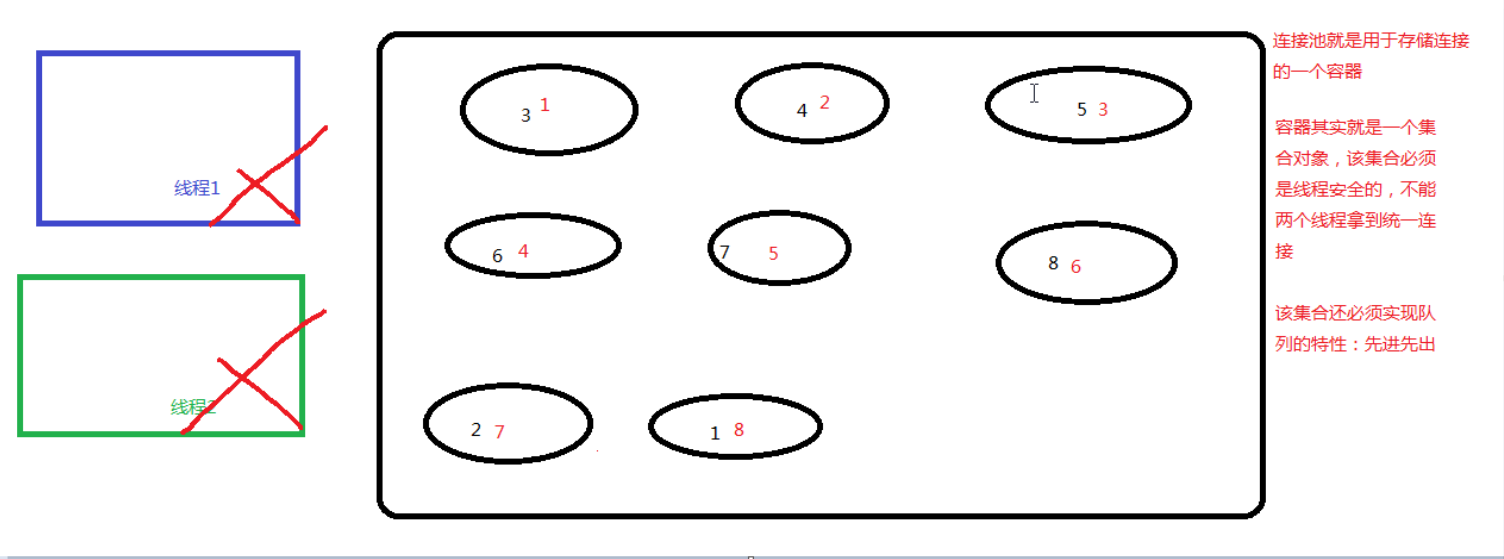 线程1
线程2
3 1
4 2
5 3
6 4
7 5
8 6
2 7
1 8
连接池就是用于存储连接
的一个容器
容器其实就是一个集
合对象，该集合必须
是线程安全的，不能
两个线程拿到统一连
接
该集合还必须实现队
列的特性：先进先出